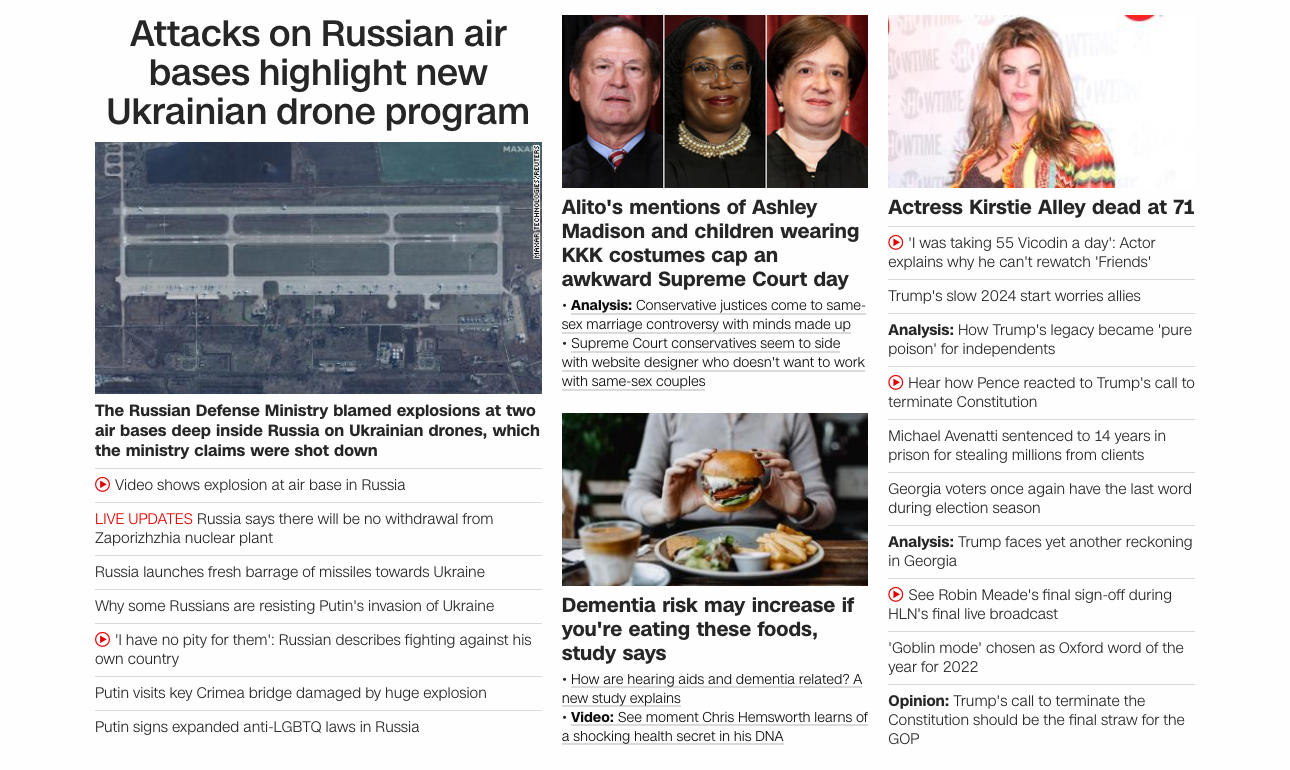 Attacks on Russian air
bases highlight new
Ukrainian drone program
MAXAR
MAXAR TECHNOLOGIES/REUTERS
The Russian Defense Ministry blamed explosions at two
air bases deep inside Russia on Ukrainian drones, which
the ministry claims were shot down
Video shows explosion at air base in Russia
LIVE UPDATES Russia says there will be no withdrawal from
Zaporizhzhia nuclear plant
Russia launches fresh barrage of missiles towards Ukraine
Why some Russians are resisting Putin's invasion of Ukraine
'I have no pity for them': Russian describes fighting against his
own country
Putin visits key Crimea bridge damaged by huge explosion
Putin signs expanded anti-LGBTQ laws in Russia
Alito's mentions of Ashley
Madison and children wearing
KKK costumes cap an
awkward Supreme Court day
• Analysis: Conservative justices come to same-
sex marriage controversy with minds made up
• Supreme Court conservatives seem to side
with website designer who doesn't want to work
with same-sex couples
Dementia risk may increase if
you're eating these foods,
study says
• How are hearing aids and dementia related? A
new study explains
• Video: See moment Chris Hemsworth learns of
a shocking health secret in his DNA
SHOWTIME
Actress Kirstie Alley dead at 71
'I was taking 55 Vicodin a day': Actor
explains why he can't rewatch 'Friends'
Trump's slow 2024 start worries allies
Analysis: How Trump's legacy became 'pure
poison' for independents
Hear how Pence reacted to Trump's call to
terminate Constitution
Michael Avenatti sentenced to 14 years in
prison for stealing millions from clients
Georgia voters once again have the last word
during election season
Analysis: Trump faces yet another reckoning
in Georgia
See Robin Meade's final sign-off during
HLN's final live broadcast
'Goblin mode' chosen as Oxford word of the
year for 2022
Opinion: Trump's call to terminate the
Constitution should be the final straw for the
GOP